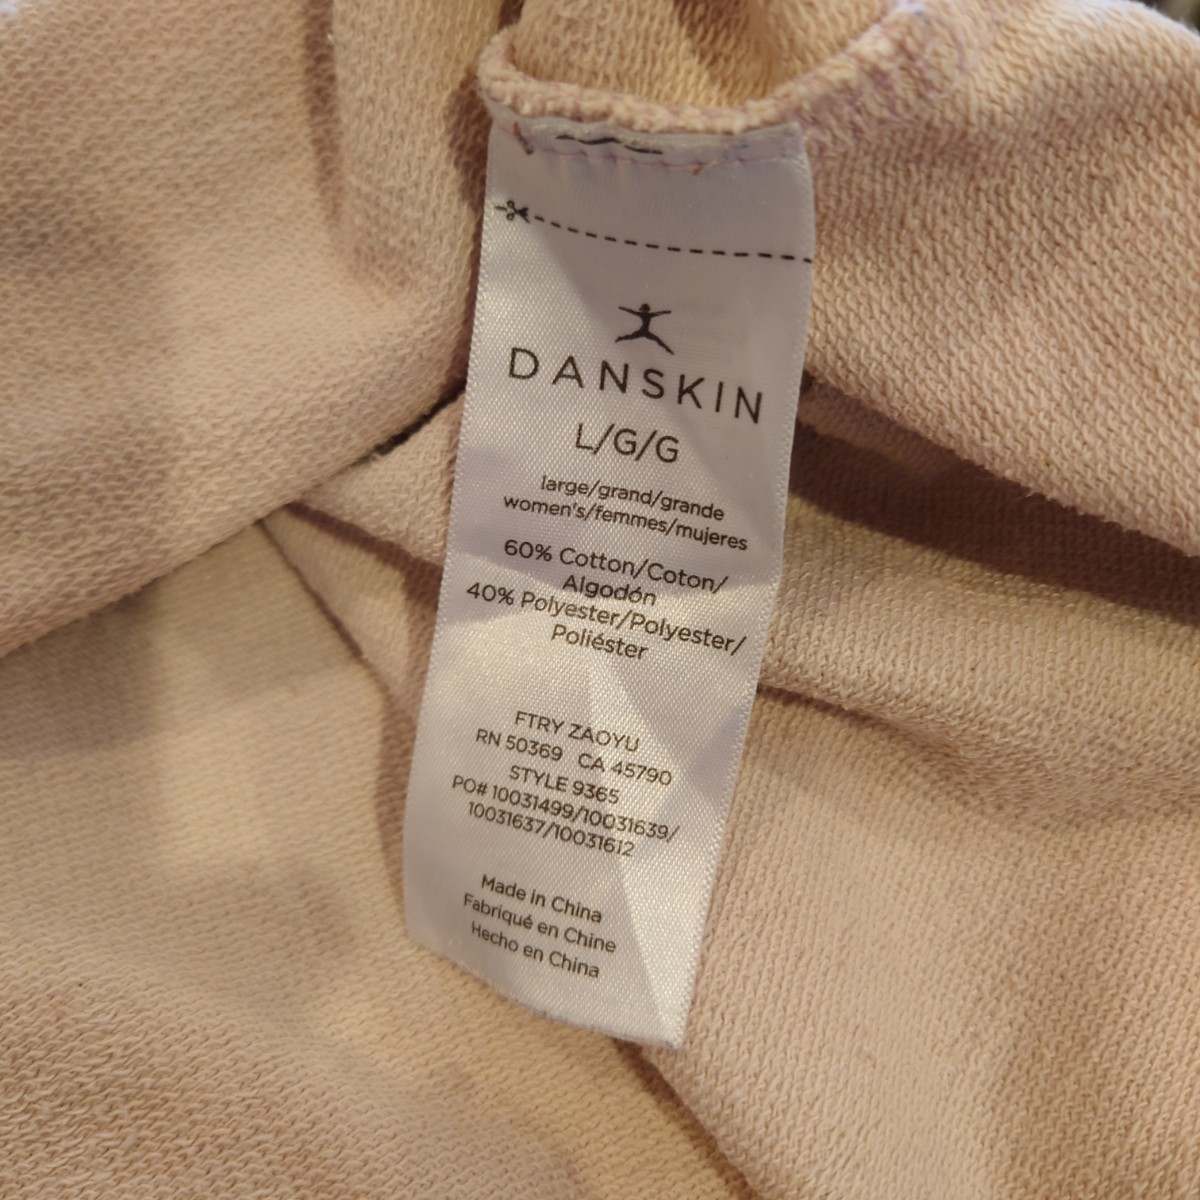 DANSKIN
L/G/G
large/grand/grande
women's/femmes/mujeres
60% Cotton/Coton/
Algodón
40% Polyester/Polyester/
Poliéster
FTRY ZAOYU
RN 50369 CA 45790
STYLE 9365
PO# 10031499/10031639/
10031637/10031612
Made in China
Fabriqué en Chine
Hecho en China